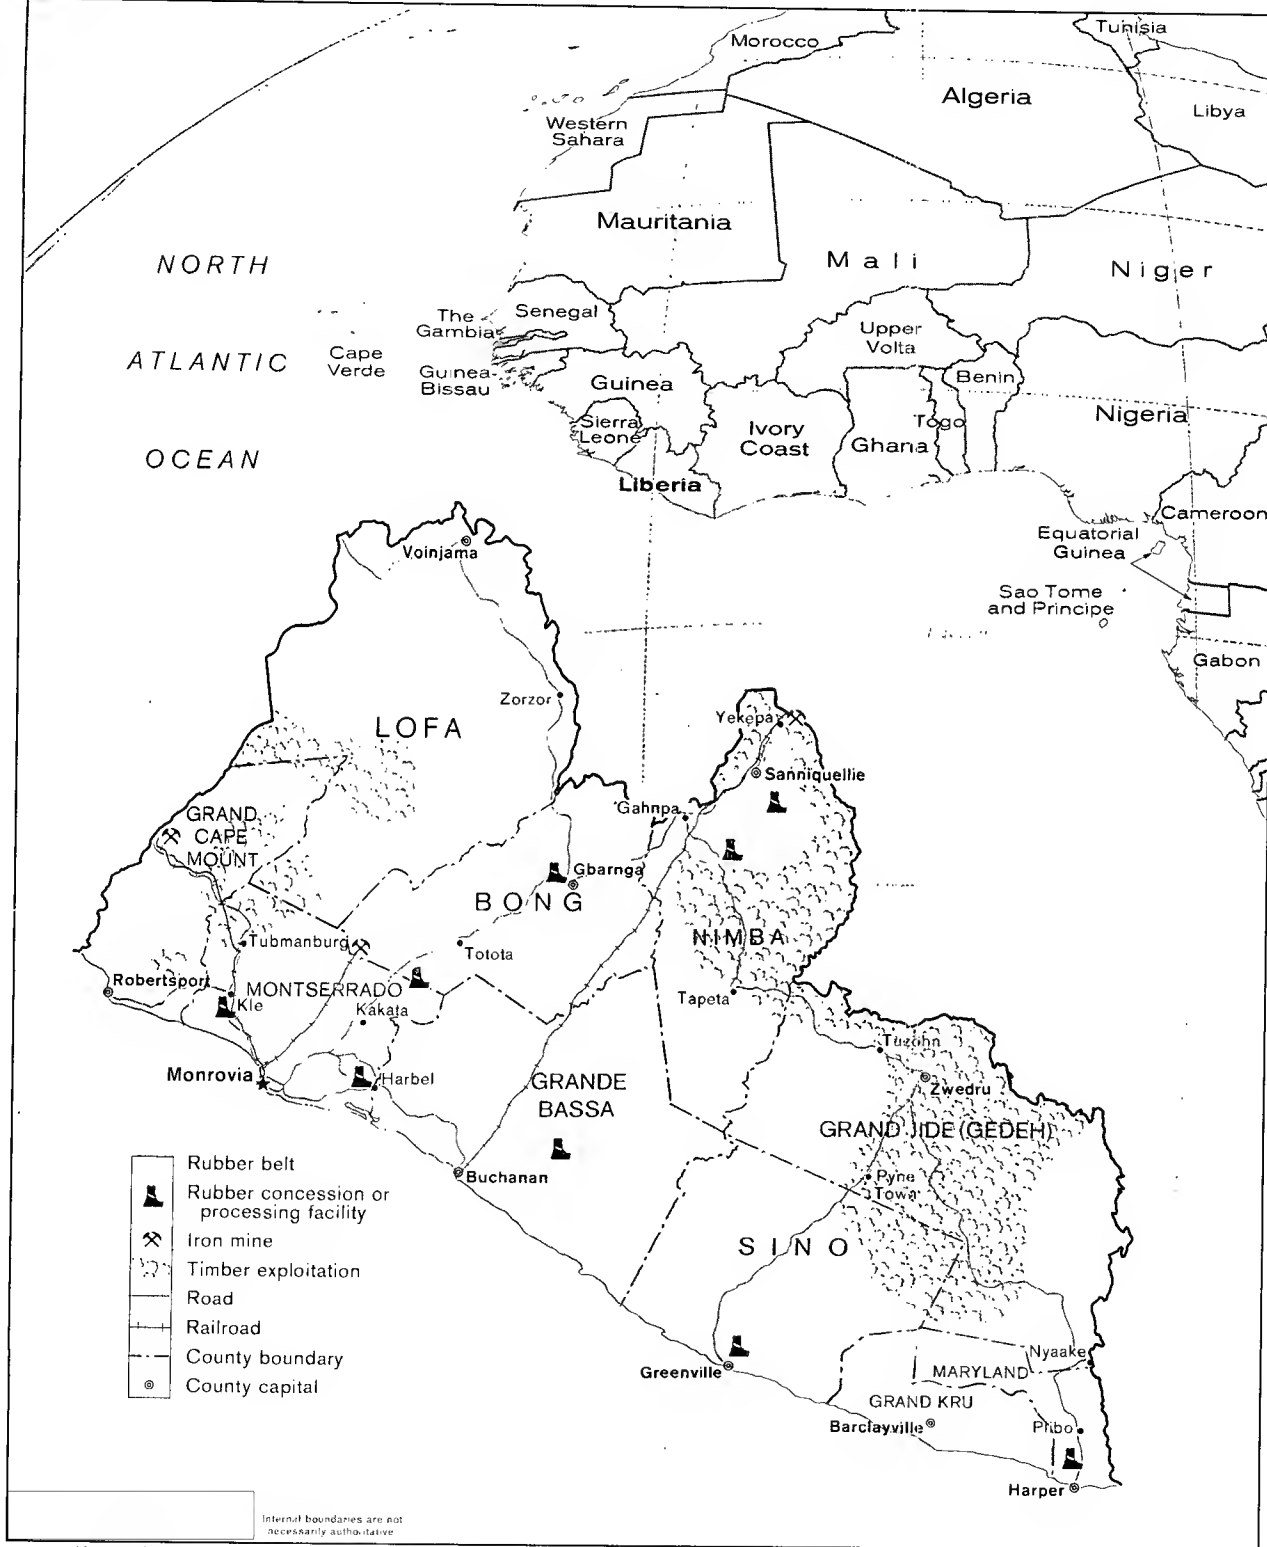 Morocco
Tunisia
Algeria
Libya
Western
Sahara
Mauritania
Mali
Niger
NORTH
ATLANTIC
OCEAN
Cape
Verde
The
Gambia
Senegal
Guinea-
Bissau
Guinea
Sierra
Leone
Liberia
Ivory
Coast
Upper
Volta
Ghana
Togo
Benin
Nigeria
Cameroon
Equatorial
Guinea
Sao Tome
and Principe
Gabon
Voinjama
Zorzor
LOFA
Yekepa
Sanniquellie
Gahnpa
GRAND
CAPE
MOUNT
Gbarnga
BONG
NIMBA
Tubmanburg
Totota
Robertsport
MONTSERRADO
Kle
Kakata
Tapeta
Tuzohn
Monrovia
Harbel
GRANDE
BASSA
Zwedru
GRAND JIDE (GEDEH)
Buchanan
Pyne
Towa
SINO
Rubber belt
Rubber concession or
processing facility
Iron mine
Timber exploitation
Road
Railroad
County boundary
County capital
Greenville
Nyaake
MARYLAND
GRAND KRU
Barclayville
Plibo
Harper
Internal boundaries are not
necessarily authoritative